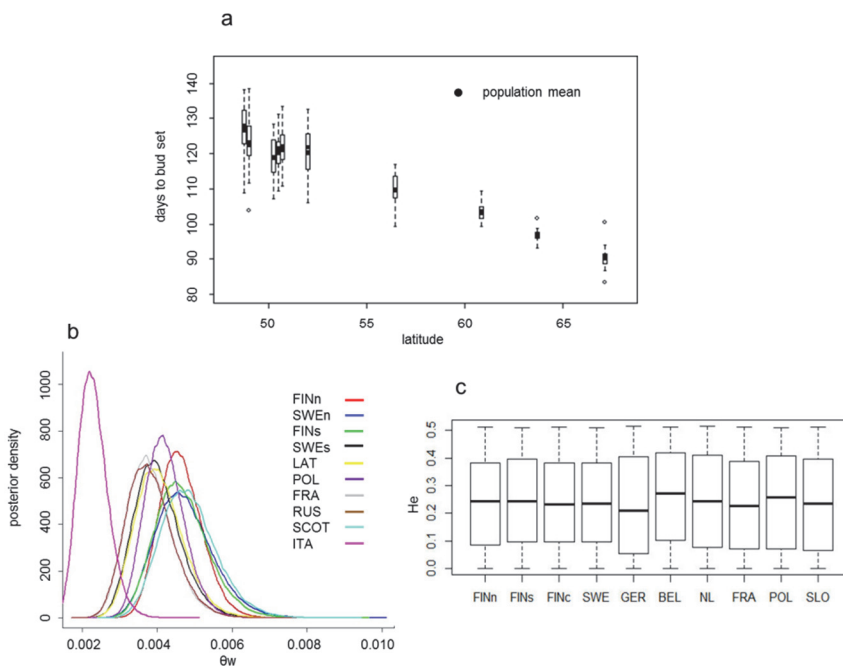 a
140
130
120
110
100
90
80
days to bud set
population mean
50
55
60
65
latitude
b
1000
800
600
400
200
0
posterior density
FINn
SWEn
FINs
SWEs
LAT
POL
FRA
RUS
SCOT
ITA
0.002
0.004
0.006
0.008
0.010
θw
c
0.5
0.4
0.3
0.2
0.1
0.0
He
FINn FINs FINc SWE GER BEL NL FRA POL SLO